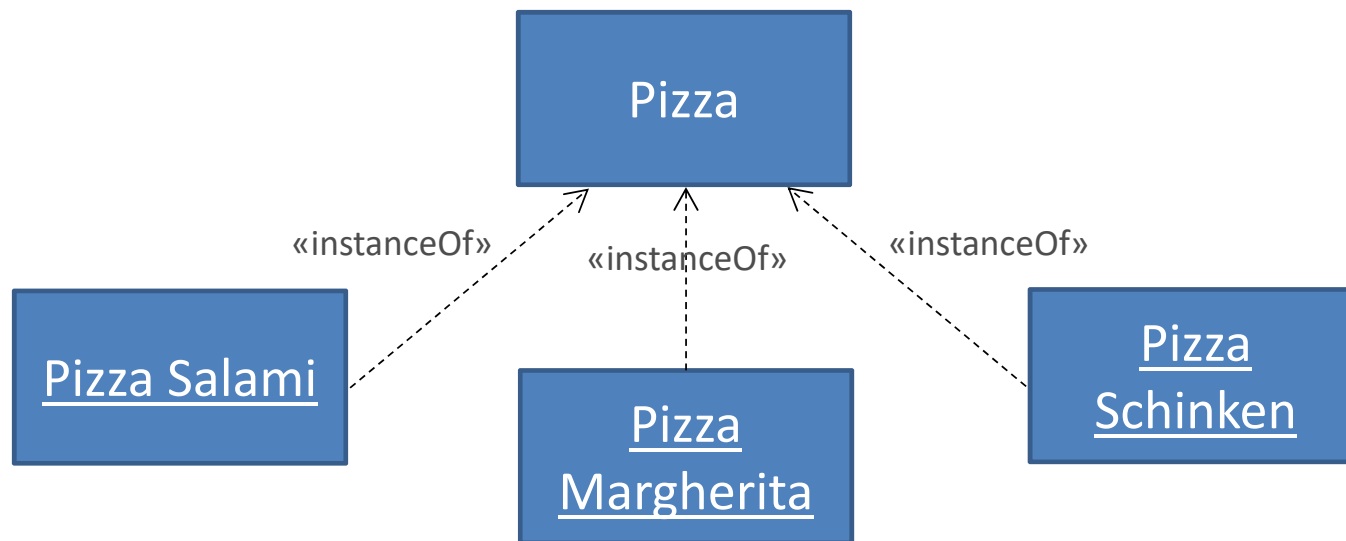 Pizza
«instanceOf»
«instanceOf»
«instanceOf»
Pizza Salami
Pizza
Margherita
Pizza
Schinken